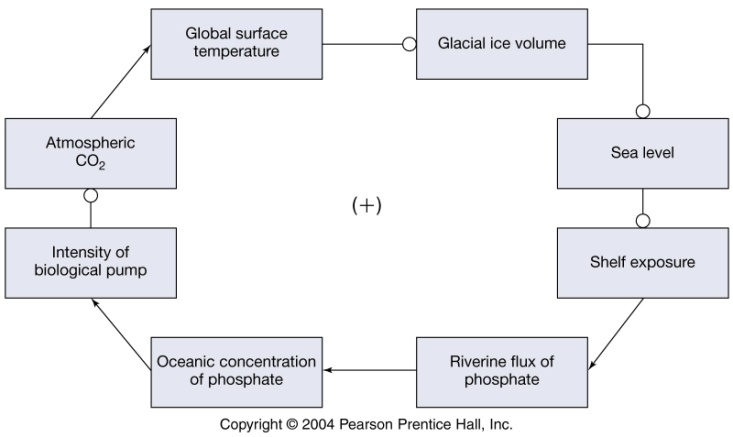 Global surface
temperature
Glacial ice volume
Atmospheric
CO₂
Sea level
(+)
Intensity of
biological pump
Shelf exposure
Oceanic concentration
of phosphate
Riverine flux of
phosphate
Copyright © 2004 Pearson Prentice Hall, Inc.